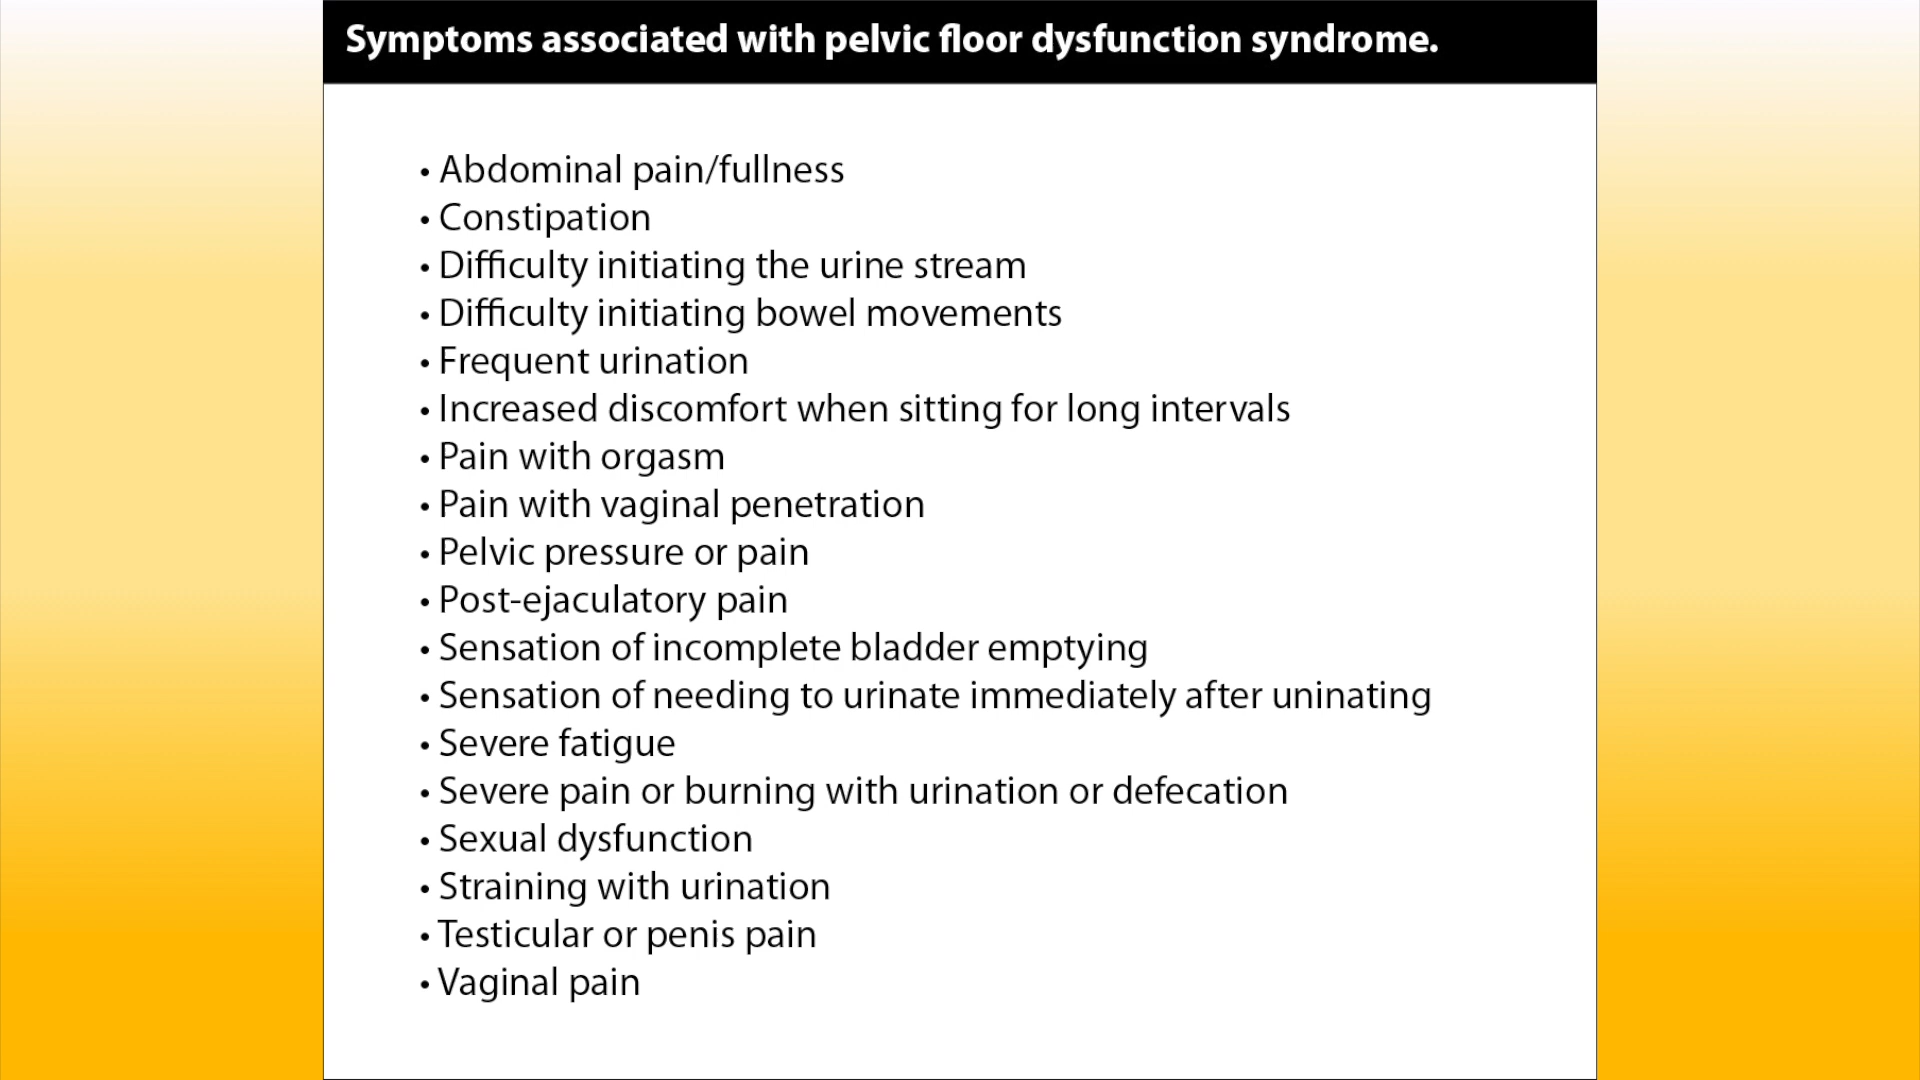 Symptoms associated with pelvic floor dysfunction syndrome.
• Abdominal pain/fullness
• Constipation
• Difficulty initiating the urine stream
• Difficulty initiating bowel movements
• Frequent urination
• Increased discomfort when sitting for long intervals
• Pain with orgasm
• Pain with vaginal penetration
• Pelvic pressure or pain
• Post-ejaculatory pain
• Sensation of incomplete bladder emptying
• Sensation of needing to urinate immediately after uninating
• Severe fatigue
• Severe pain or burning with urination or defecation
• Sexual dysfunction
• Straining with urination
• Testicular or penis pain
• Vaginal pain